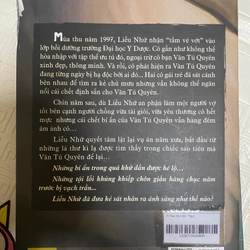 Mùa thu năm 1997, Liễu Nhứ nhận "tấm vé vớt" vào
lớp bồi dưỡng trường Đại học Y Dược. Cô gần như không thể
hòa nhập với tập thể ưu tú đó, ngoại trừ cô bạn Văn Tú Quyên
xinh đẹp, thông minh. Và rồi, cô phát hiện ra Văn Tú Quyên
đang từng ngày bị hạ độc bởi ai đó... Hai cô gái trẻ đã sát cánh
bên nhau để tìm ra kẻ chủ mưu nhưng vẫn không thể ngăn
nổi cái chết định sẵn cho Văn Tú Quyên.
Chín năm sau, dù Liễu Nhứ an phận làm một người vợ
tốt bên cạnh người chồng vừa tài giỏi, vừa yêu thương cô hết
mực nhưng cái chết bí ẩn của Văn Tú Quyên vẫn hàng đêm
ám ảnh cô...
Liễu Nhứ quyết tâm lật lại vụ án năm xưa, bắt đầu từ
những lá thư kì lạ được tìm thấy trong chiếc sáo tiêu mà
Văn Tú Quyên để lại...
Những bí ẩn trong quá khứ dần được hé lộ...
Những tội lỗi khủng khiếp chôn giấu hàng chục năm
trước bị vạch trần...
Liễu Nhứ đã đưa kẻ sát nhân ra ánh sáng như thế nào?